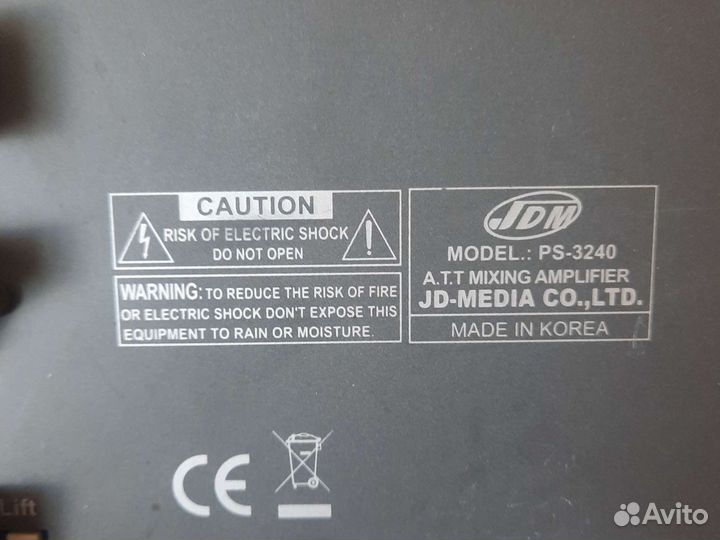 CAUTION
RISK OF ELECTRIC SHOCK
DO NOT OPEN
WARNING: TO REDUCE THE RISK OF FIRE
OR ELECTRIC SHOCK DON'T EXPOSE THIS
EQUIPMENT TO RAIN OR MOISTURE.
JDM
MODEL.: PS-3240
A.T.T MIXING AMPLIFIER
JD-MEDIA CO.,LTD.
MADE IN KOREA
CE
Lift
Avito